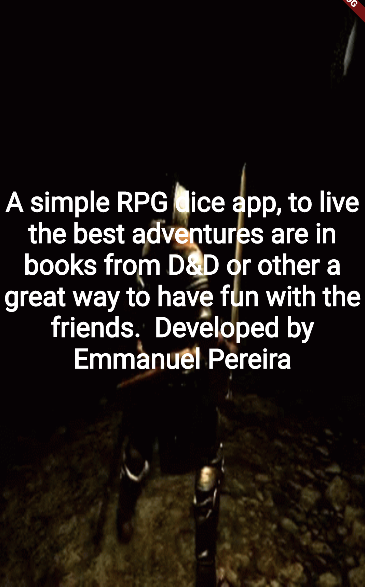 A simple RPG dice app, to live
the best adventures are in
books from D&D or other a
great way to have fun with the
friends.  Developed by
Emmanuel Pereira